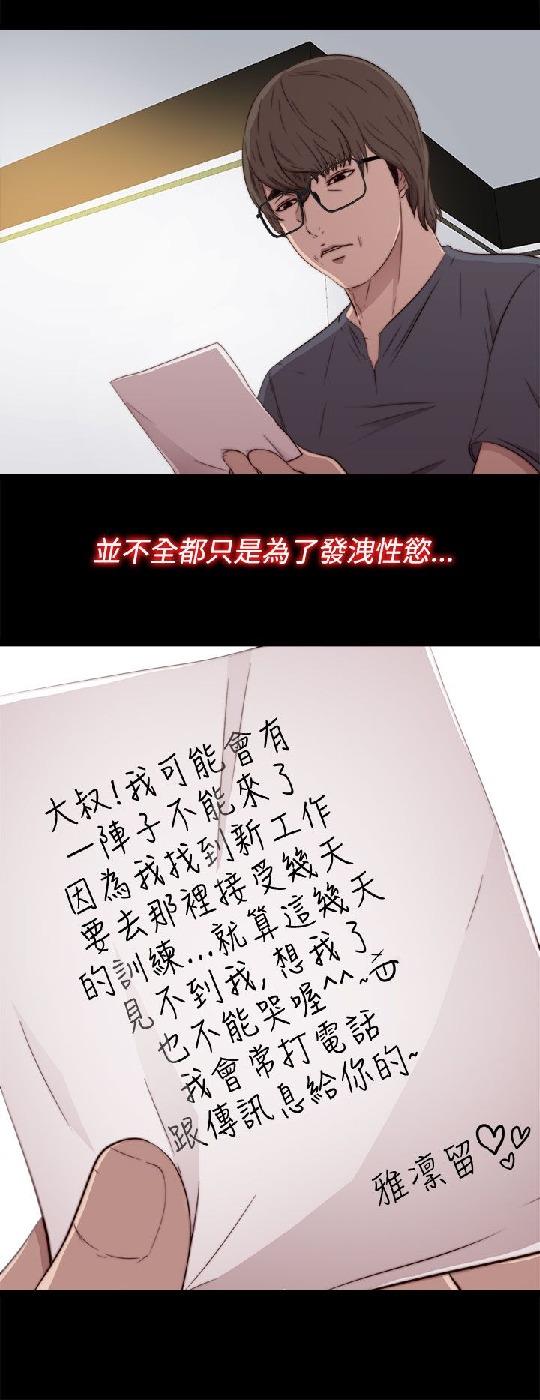 並不全都只是為了發洩性慾...
大叔!我可能會有
一陣子不能來了
因為我找到新工作
要去那裡接受幾天
的訓練...就算這幾天
見不到我,想我了
也不能哭喔^^~
我會常打電話
跟傳訊息給你的~
雅凛留♡♡♡